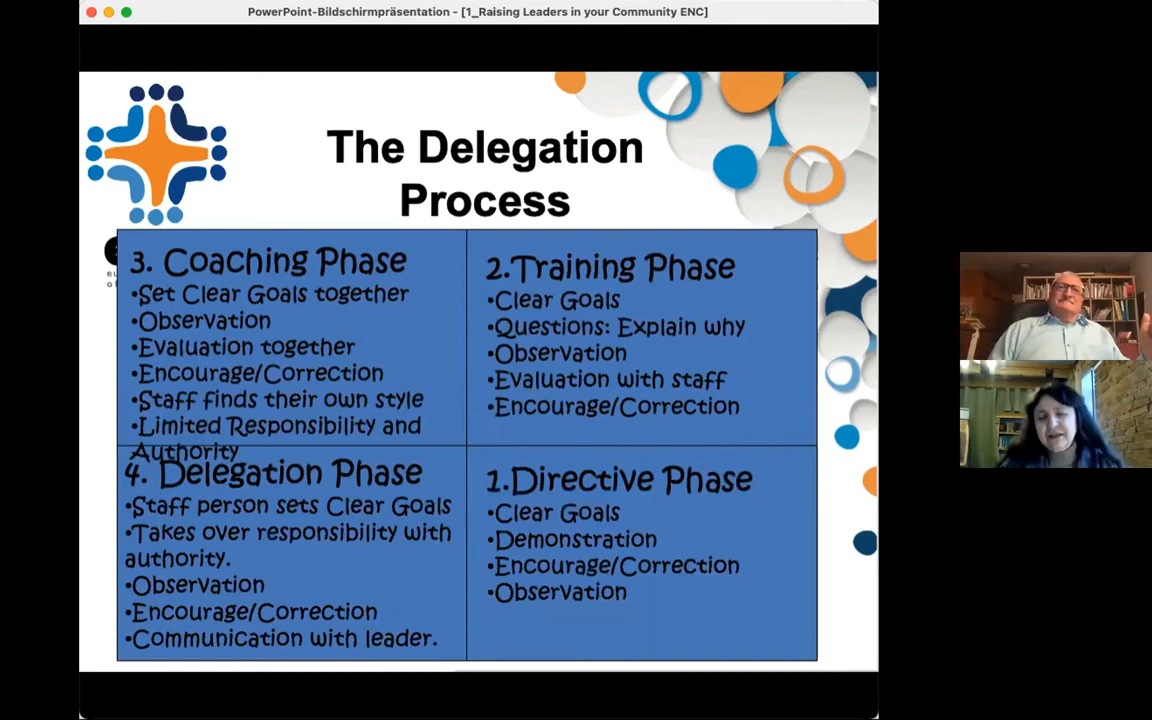 PowerPoint-Bildschirmpräsentation - [1_Raising Leaders in your Community ENC]
The Delegation
Process
3. Coaching Phase
•Set Clear Goals together
•Observation
•Evaluation together
•Encourage/Correction
•Staff finds their own style
•Limited Responsibility and
Authority
2.Training Phase
•Clear Goals
•Questions: Explain why
•Observation
•Evaluation with staff
•Encourage/Correction
4. Delegation Phase
•Staff person sets Clear Goals
•Takes over responsibility with
authority.
•Observation
•Encourage/Correction
•Communication with leader.
1.Directive Phase
•Clear Goals
•Demonstration
•Encourage/Correction
•Observation